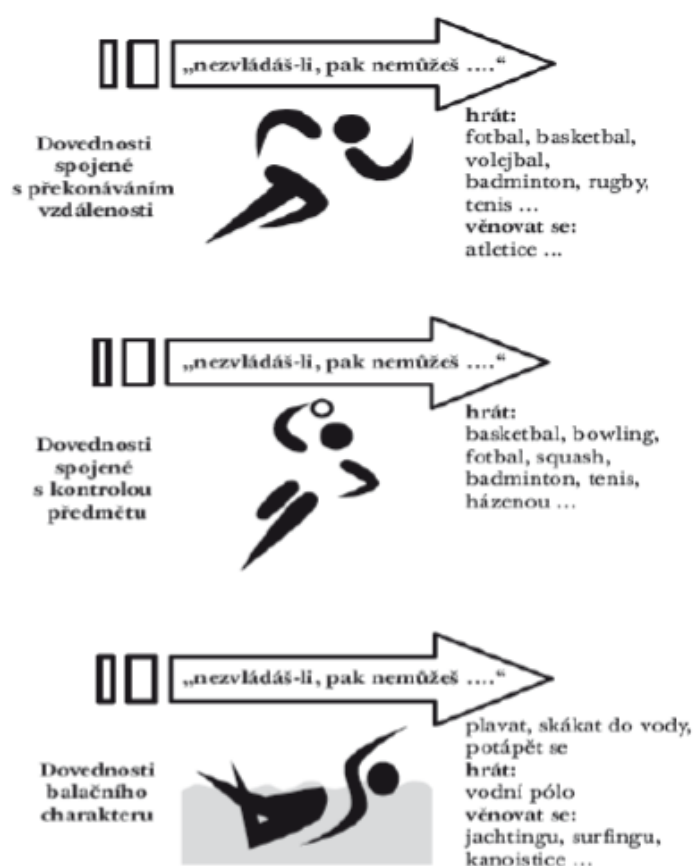 „nezvládáš-li, pak nemůžeš ....“
Dovednosti
spojené
s překonáváním
vzdálenosti
hrát:
fotbal, basketbal,
volejbal,
badminton, rugby,
tenis ...
věnovat se:
atletice ...
„nezvládáš-li, pak nemůžeš ....“
Dovednosti
spojené
s kontrolou
předmětu
hrát:
basketbal, bowling,
fotbal, squash,
badminton, tenis,
házenou ...
„nezvládáš-li, pak nemůžeš ....“
Dovednosti
balačního
charakteru
plavat, skákat do vody,
potápět se
hrát:
vodní pólo
věnovat se:
jachtingu, surfingu,
kanoistice ...